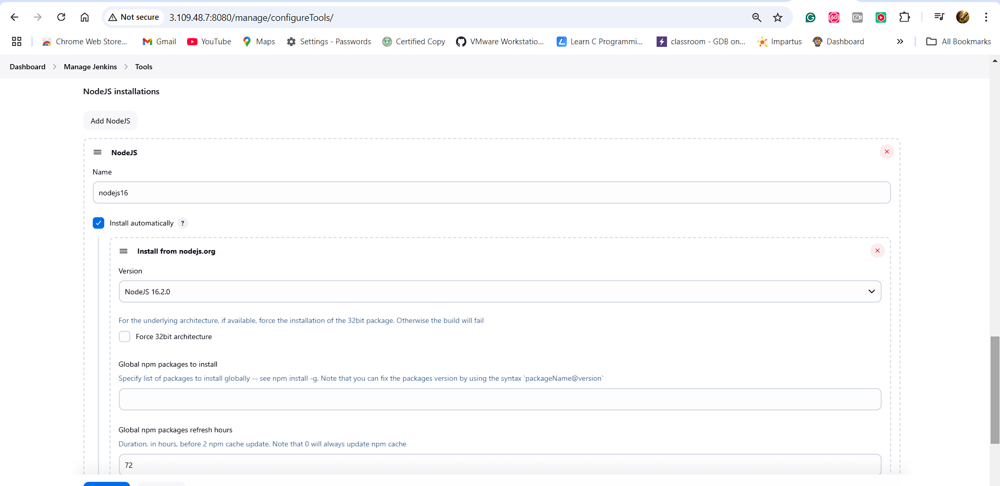 Not secure 3.109.48.7:8080/manage/configureTools/
Chrome Web Store... Gmail YouTube Maps Settings - Passwords Certified Copy VMware Workstatio... Learn C Programmi... classroom - GDB on... Impartus Dashboard » All Bookmarks
Dashboard > Manage Jenkins > Tools
NodeJS installations
Add NodeJS
NodeJS
Name
nodejs16
Install automatically ?
Install from nodejs.org
Version
NodeJS 16.2.0
For the underlying architecture, if available, force the installation of the 32bit package. Otherwise the build will fail
Force 32bit architecture
Global npm packages to install
Specify list of packages to install globally -- see npm install -g. Note that you can fix the packages version by using the syntax `packageName@version`
Global npm packages refresh hours
Duration, in hours, before 2 npm cache update. Note that 0 will always update npm cache
72